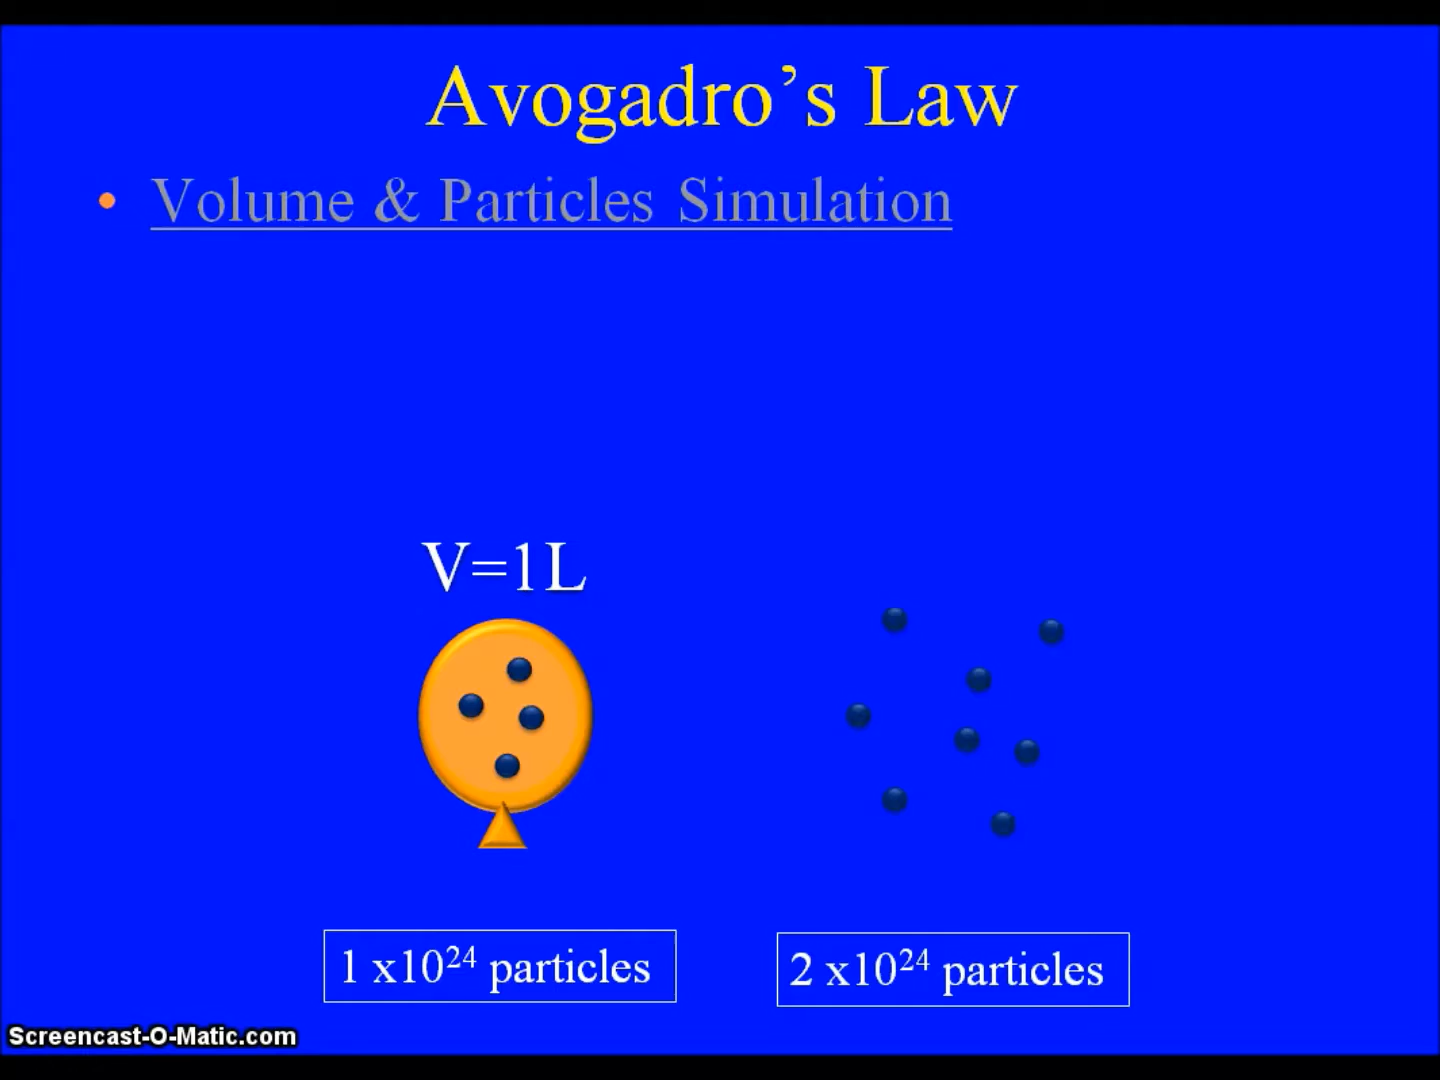 Avogadro’s Law
• Volume & Particles Simulation
V=1L
1 x10²⁴ particles
2 x10²⁴ particles
Screencast-O-Matic.com